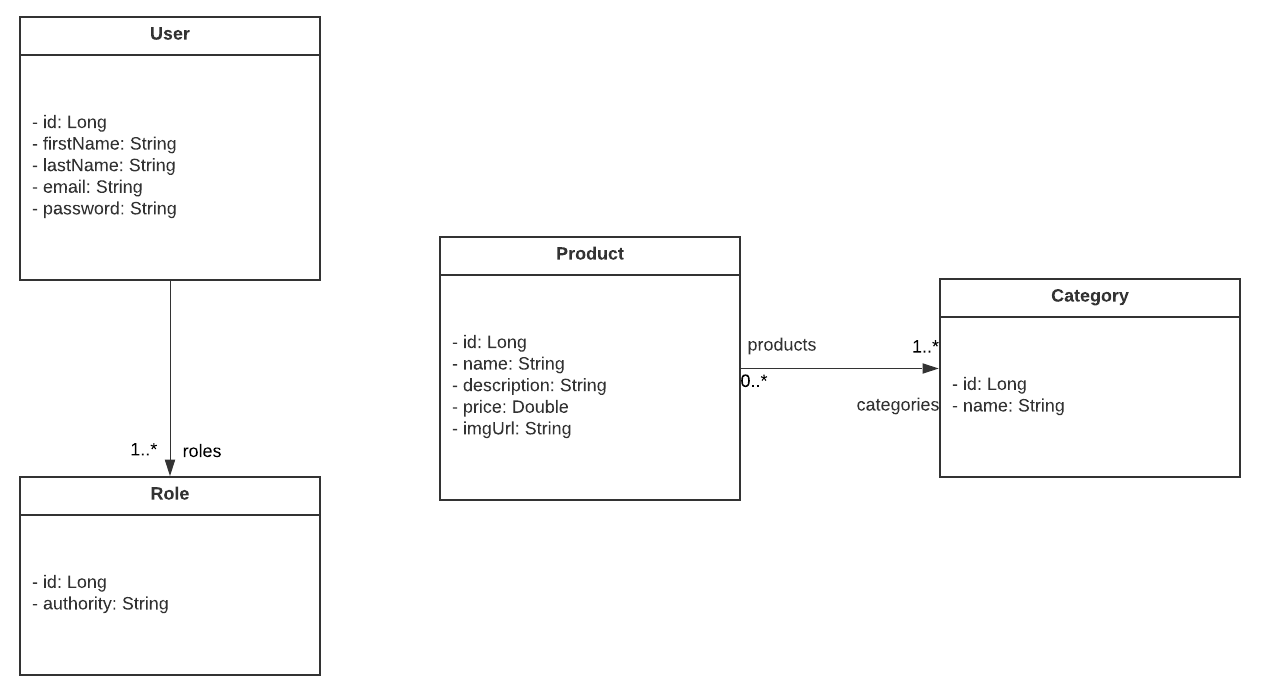 User
- id: Long
- firstName: String
- lastName: String
- email: String
- password: String
1..*
roles
Role
- id: Long
- authority: String
Product
- id: Long
- name: String
- description: String
- price: Double
- imgUrl: String
products
0..*
1..*
categories
Category
- id: Long
- name: String